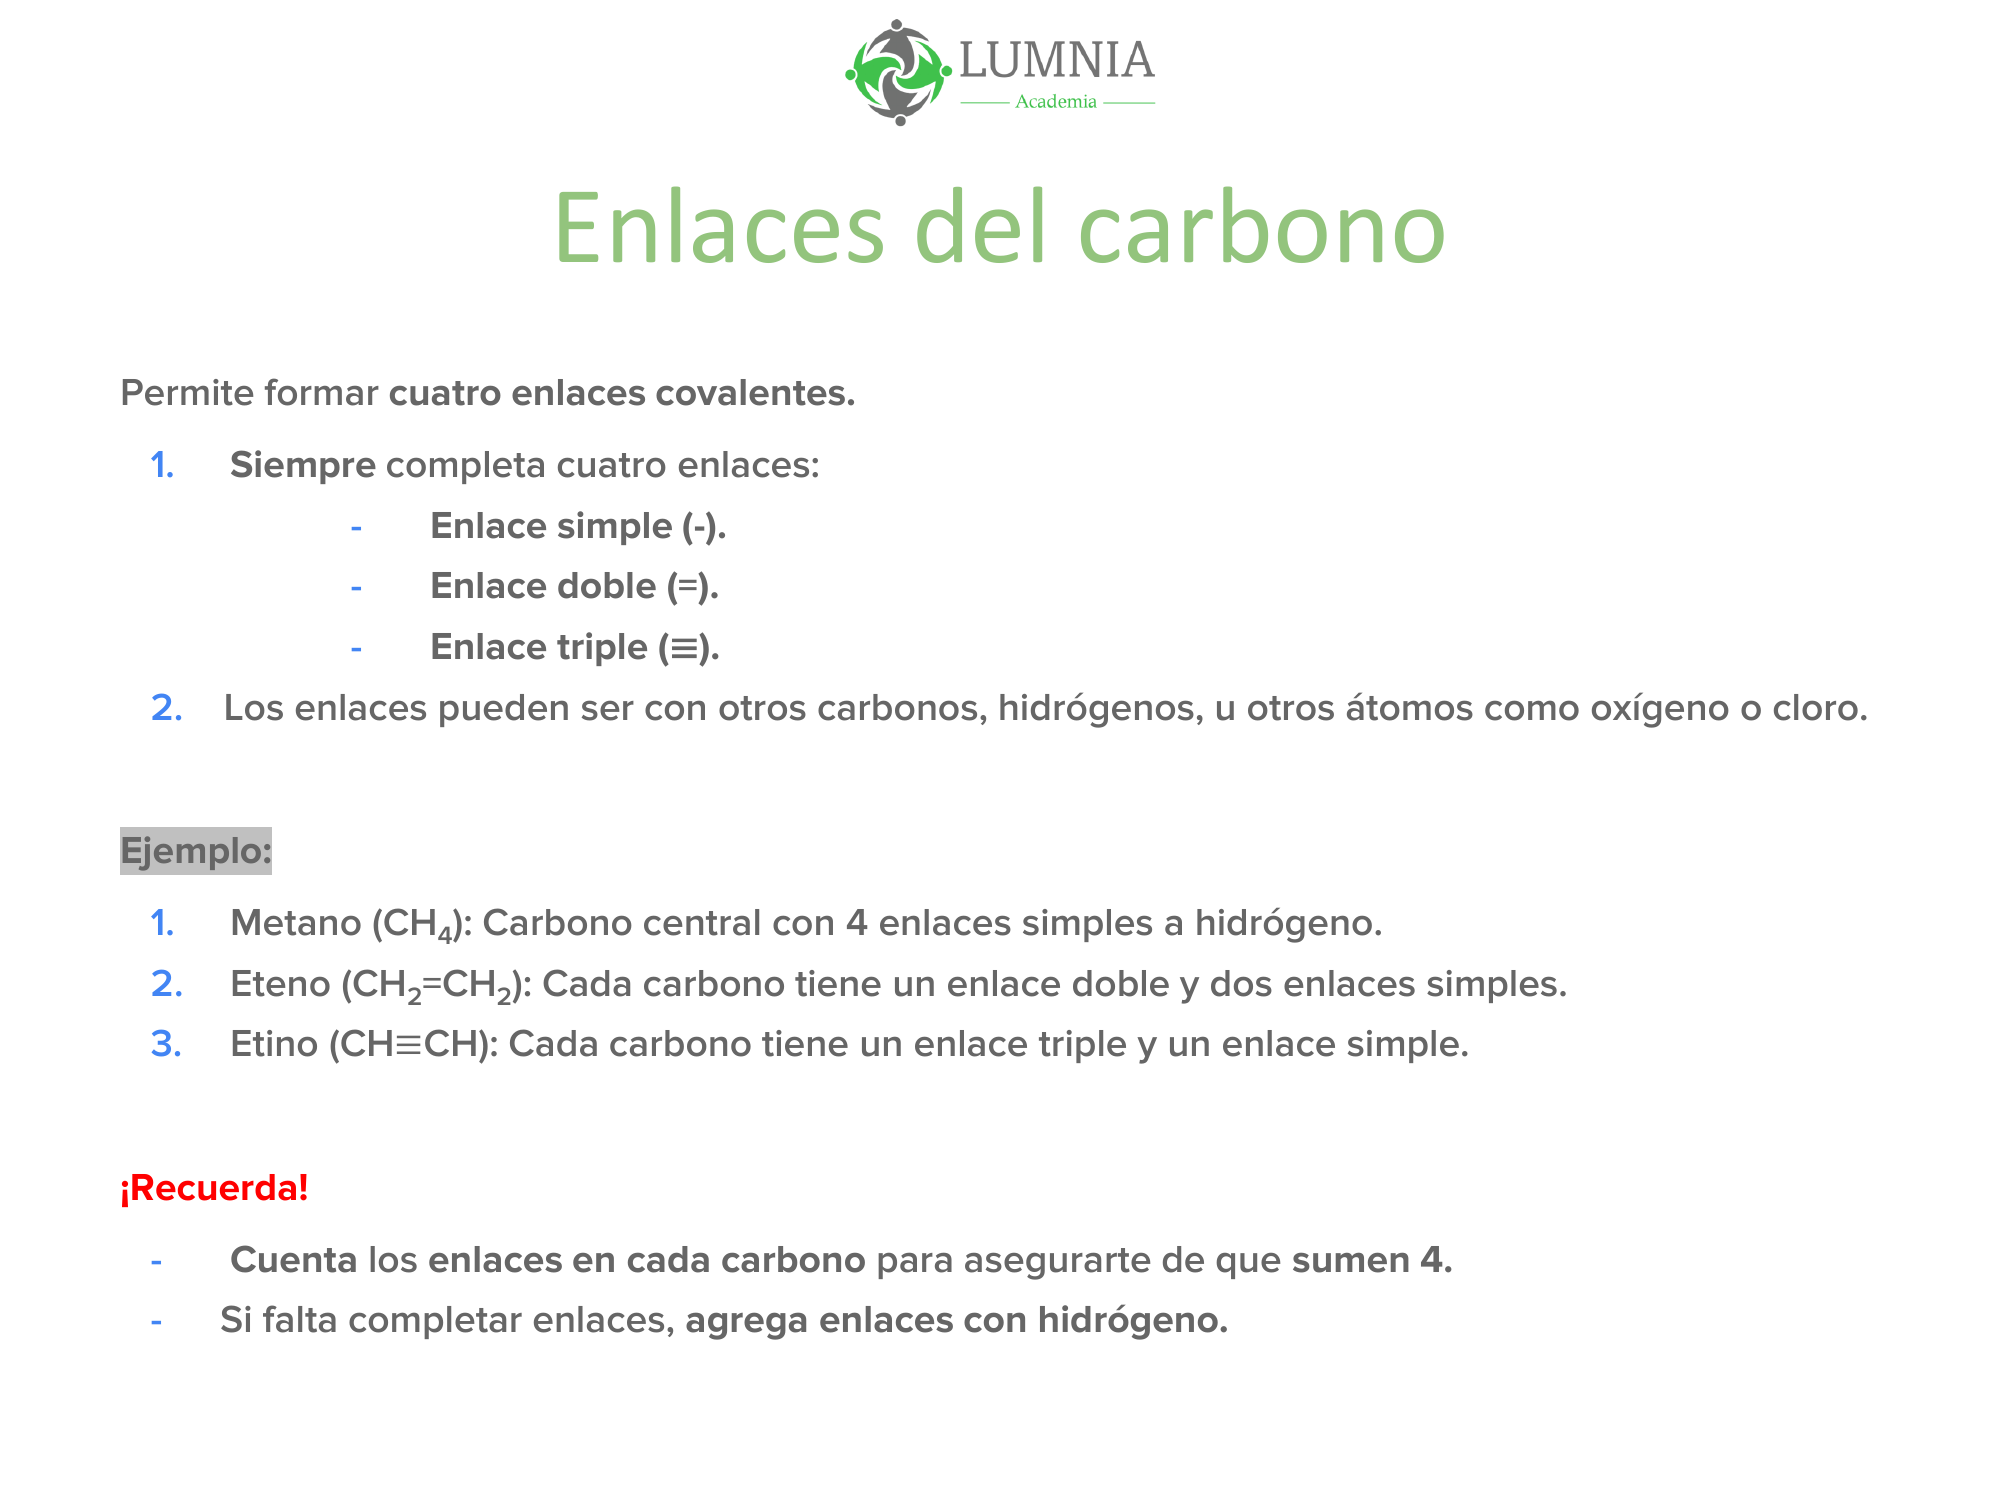 LUMNIA
Academia
Enlaces del carbono
Permite formar cuatro enlaces covalentes.
1. Siempre completa cuatro enlaces:
- Enlace simple (-).
- Enlace doble (=).
- Enlace triple (≡).
2. Los enlaces pueden ser con otros carbonos, hidrógenos, u otros átomos como oxígeno o cloro.
Ejemplo:
1. Metano (CH₄): Carbono central con 4 enlaces simples a hidrógeno.
2. Eteno (CH₂=CH₂): Cada carbono tiene un enlace doble y dos enlaces simples.
3. Etino (CH≡CH): Cada carbono tiene un enlace triple y un enlace simple.
¡Recuerda!
- Cuenta los enlaces en cada carbono para asegurarte de que sumen 4.
- Si falta completar enlaces, agrega enlaces con hidrógeno.